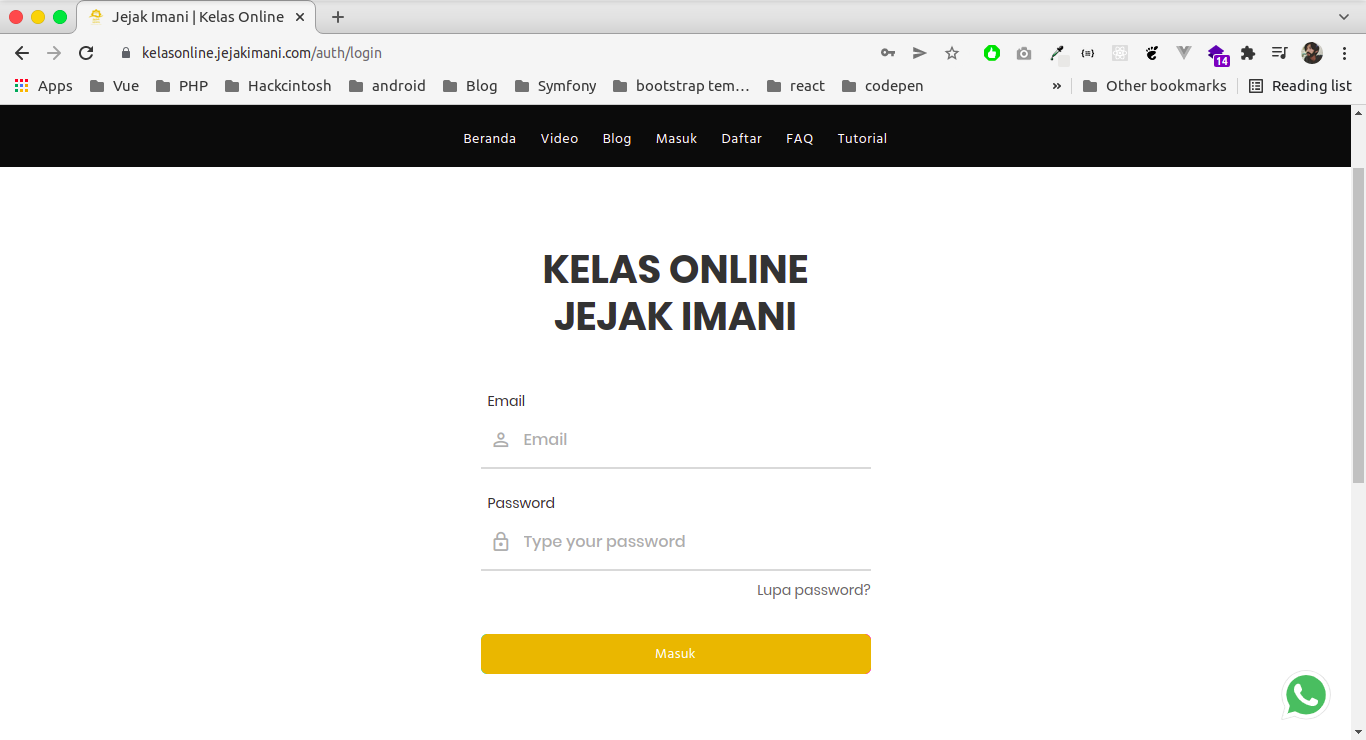 Jejak Imani | Kelas Online
kelasonline.jejakimani.com/auth/login
14
Apps Vue PHP Hackcintosh android Blog Symfony bootstrap tem... react codepen » Other bookmarks Reading list
Beranda Video Blog Masuk Daftar FAQ Tutorial
KELAS ONLINE
JEJAK IMANI
Email
Email
Password
Type your password
Lupa password?
Masuk